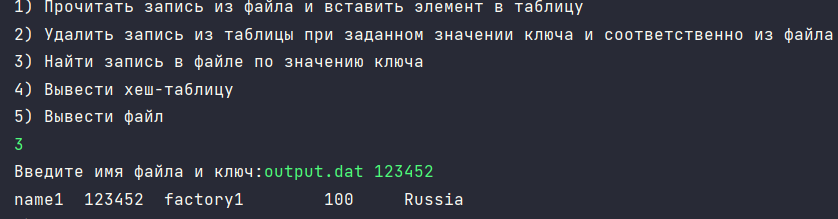 1) Прочитать запись из файла и вставить элемент в таблицу
2) Удалить запись из таблицы при заданном значении ключа и соответственно из файла
3) Найти запись в файле по значению ключа
4) Вывести хеш-таблицу
5) Вывести файл
3
Введите имя файла и ключ:output.dat 123452
name1  123452  factory1        100     Russia